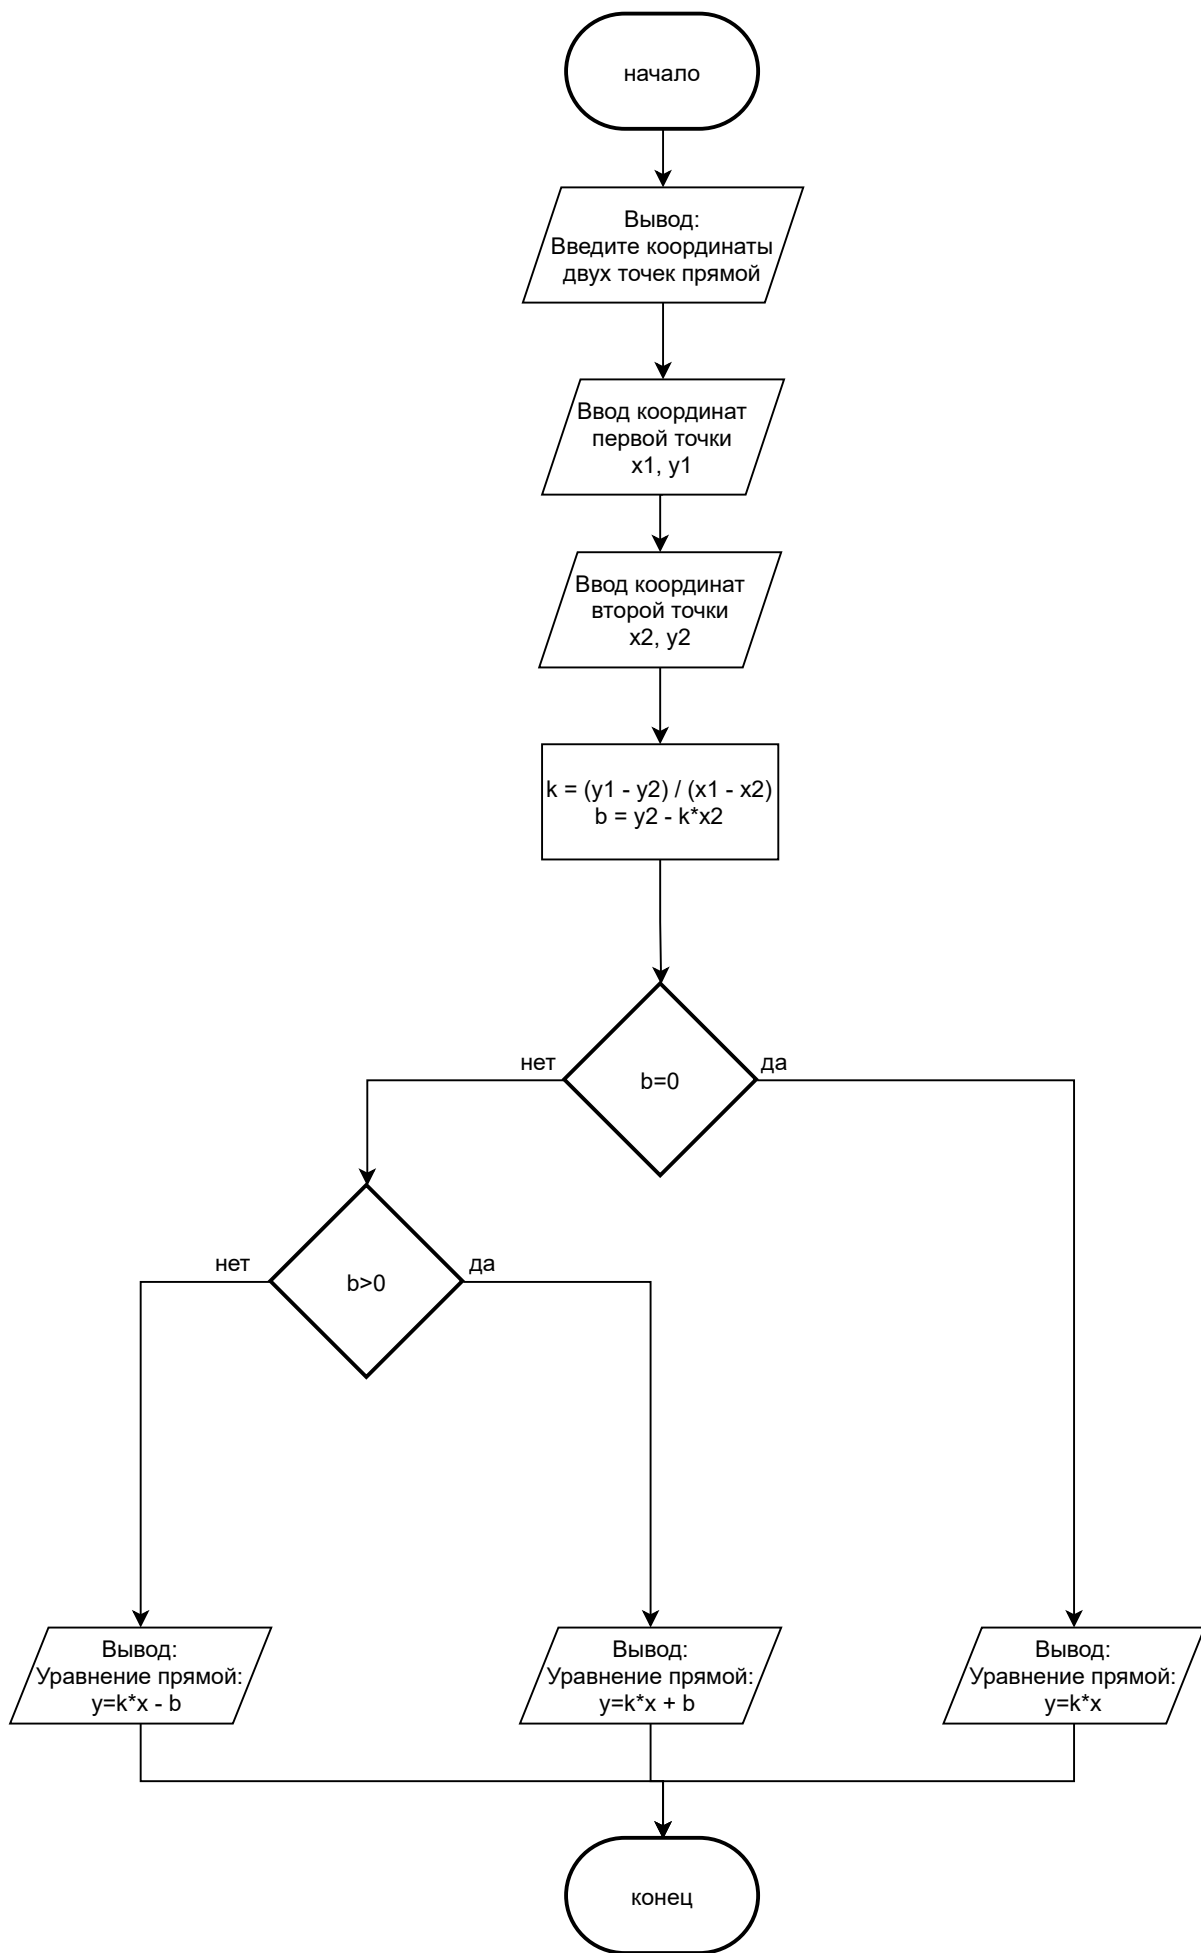 начало
Вывод:
Введите координаты
двух точек прямой
Ввод координат
первой точки
x1, y1
Ввод координат
второй точки
x2, y2
k = (y1 - y2) / (x1 - x2)
b = y2 - k*x2
нет
да
b=0
нет
да
b>0
Вывод:
Уравнение прямой:
y=k*x - b
Вывод:
Уравнение прямой:
y=k*x + b
Вывод:
Уравнение прямой:
y=k*x
конец